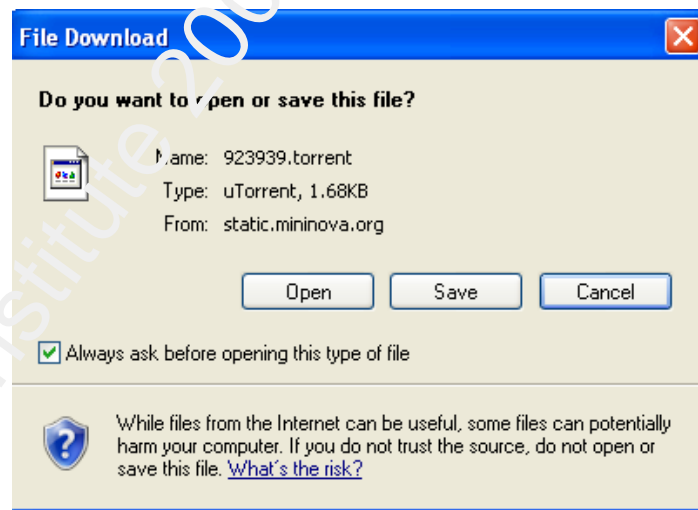 File Download
Do you want to open or save this file?
Name: 923939.torrent
Type: uTorrent, 1.68KB
From: static.mininova.org
Open Save Cancel
Always ask before opening this type of file
While files from the Internet can be useful, some files can potentially
harm your computer. If you do not trust the source, do not open or
save this file. What's the risk?